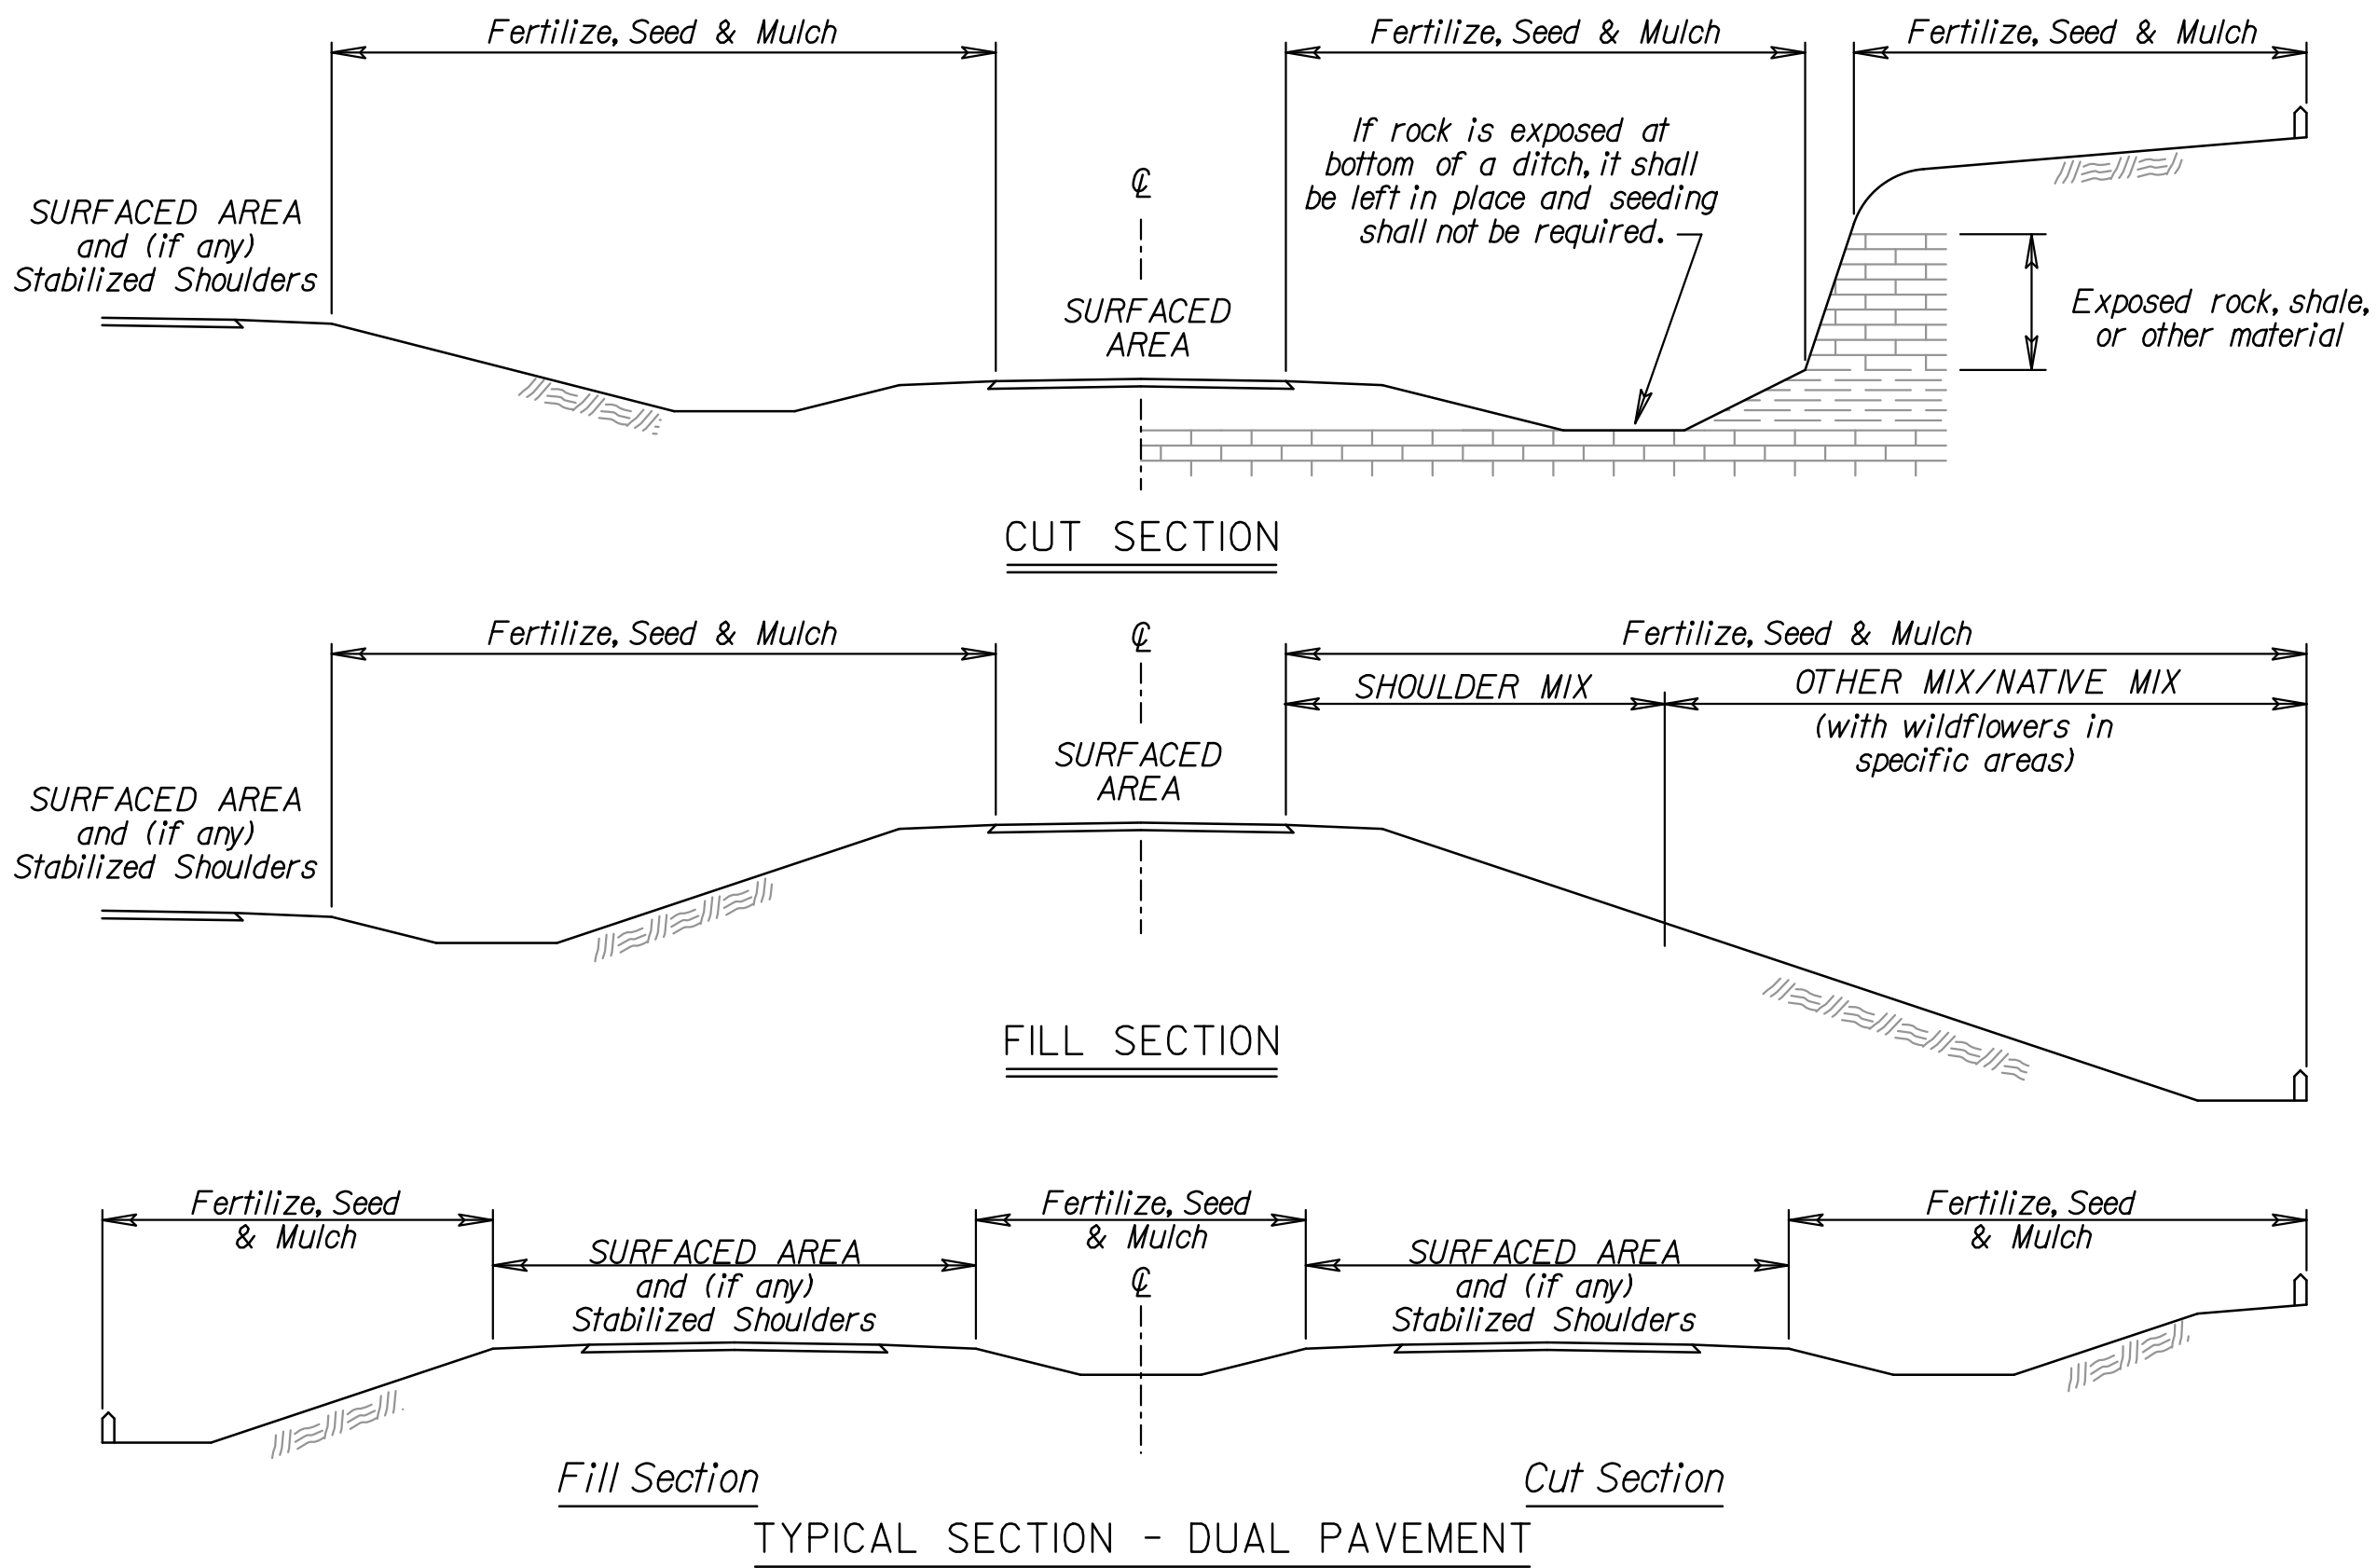 Fertilize, Seed & Mulch
Fertilize, Seed & Mulch
Fertilize, Seed & Mulch
If rock is exposed at
bottom of a ditch, it shall
be left in place and seeding
shall not be required.
℄
SURFACED AREA
and (if any)
Stabilized Shoulders
SURFACED
AREA
Exposed rock, shale,
or other material
CUT SECTION
Fertilize, Seed & Mulch
℄
Fertilize, Seed & Mulch
SHOULDER MIX
OTHER MIX/NATIVE MIX
(with wildflowers in
specific areas)
SURFACED
AREA
SURFACED AREA
and (if any)
Stabilized Shoulders
FILL SECTION
Fertilize, Seed
& Mulch
SURFACED AREA
and (if any)
Stabilized Shoulders
Fertilize, Seed
& Mulch
℄
SURFACED AREA
and (if any)
Stabilized Shoulders
Fertilize, Seed
& Mulch
Fill Section
Cut Section
TYPICAL SECTION - DUAL PAVEMENT